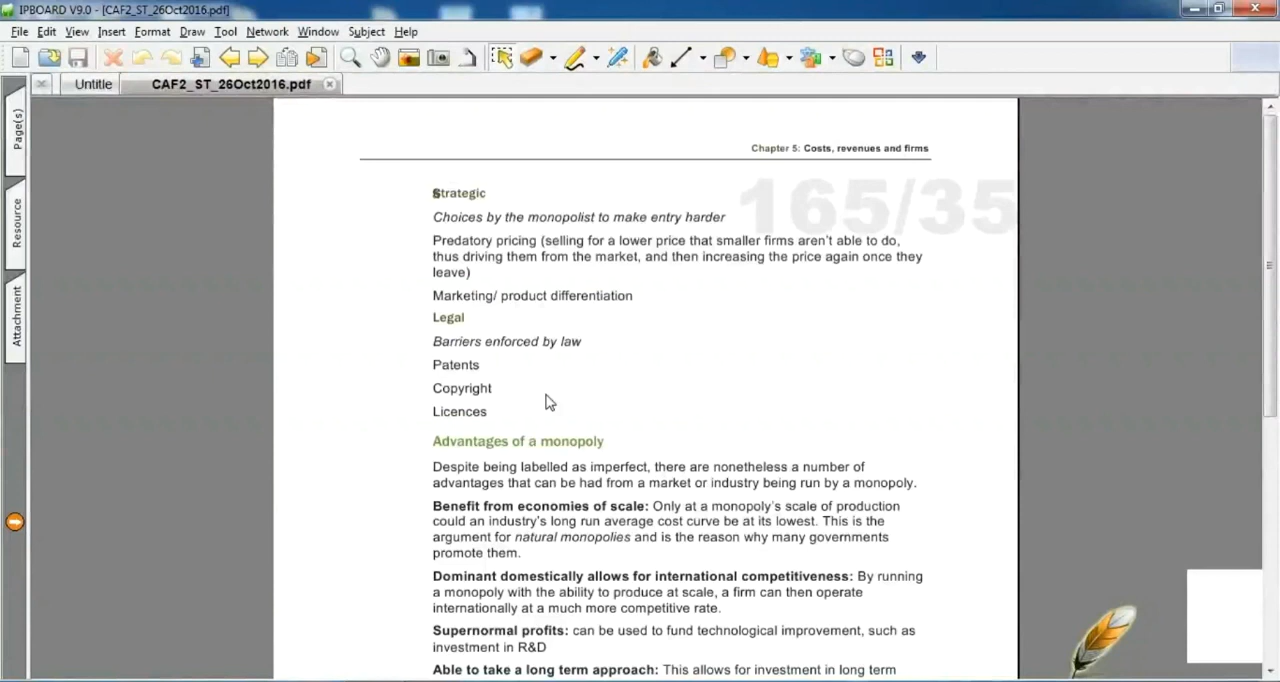 IPBOARD V9.0 - [CAF2_ST_26Oct2016.pdf]
File Edit View Insert Format Draw Tool Network Window Subject Help
Untitle CAF2_ST_26Oct2016.pdf
Page(s)
Resource
Attachment
Chapter 5: Costs, revenues and firms
165/35
Strategic
Choices by the monopolist to make entry harder
Predatory pricing (selling for a lower price that smaller firms aren't able to do,
thus driving them from the market, and then increasing the price again once they
leave)
Marketing/ product differentiation
Legal
Barriers enforced by law
Patents
Copyright
Licences
Advantages of a monopoly
Despite being labelled as imperfect, there are nonetheless a number of
advantages that can be had from a market or industry being run by a monopoly.
Benefit from economies of scale: Only at a monopoly's scale of production
could an industry's long run average cost curve be at its lowest. This is the
argument for natural monopolies and is the reason why many governments
promote them.
Dominant domestically allows for international competitiveness: By running
a monopoly with the ability to produce at scale, a firm can then operate
internationally at a much more competitive rate.
Supernormal profits: can be used to fund technological improvement, such as
investment in R&D
Able to take a long term approach: This allows for investment in long term